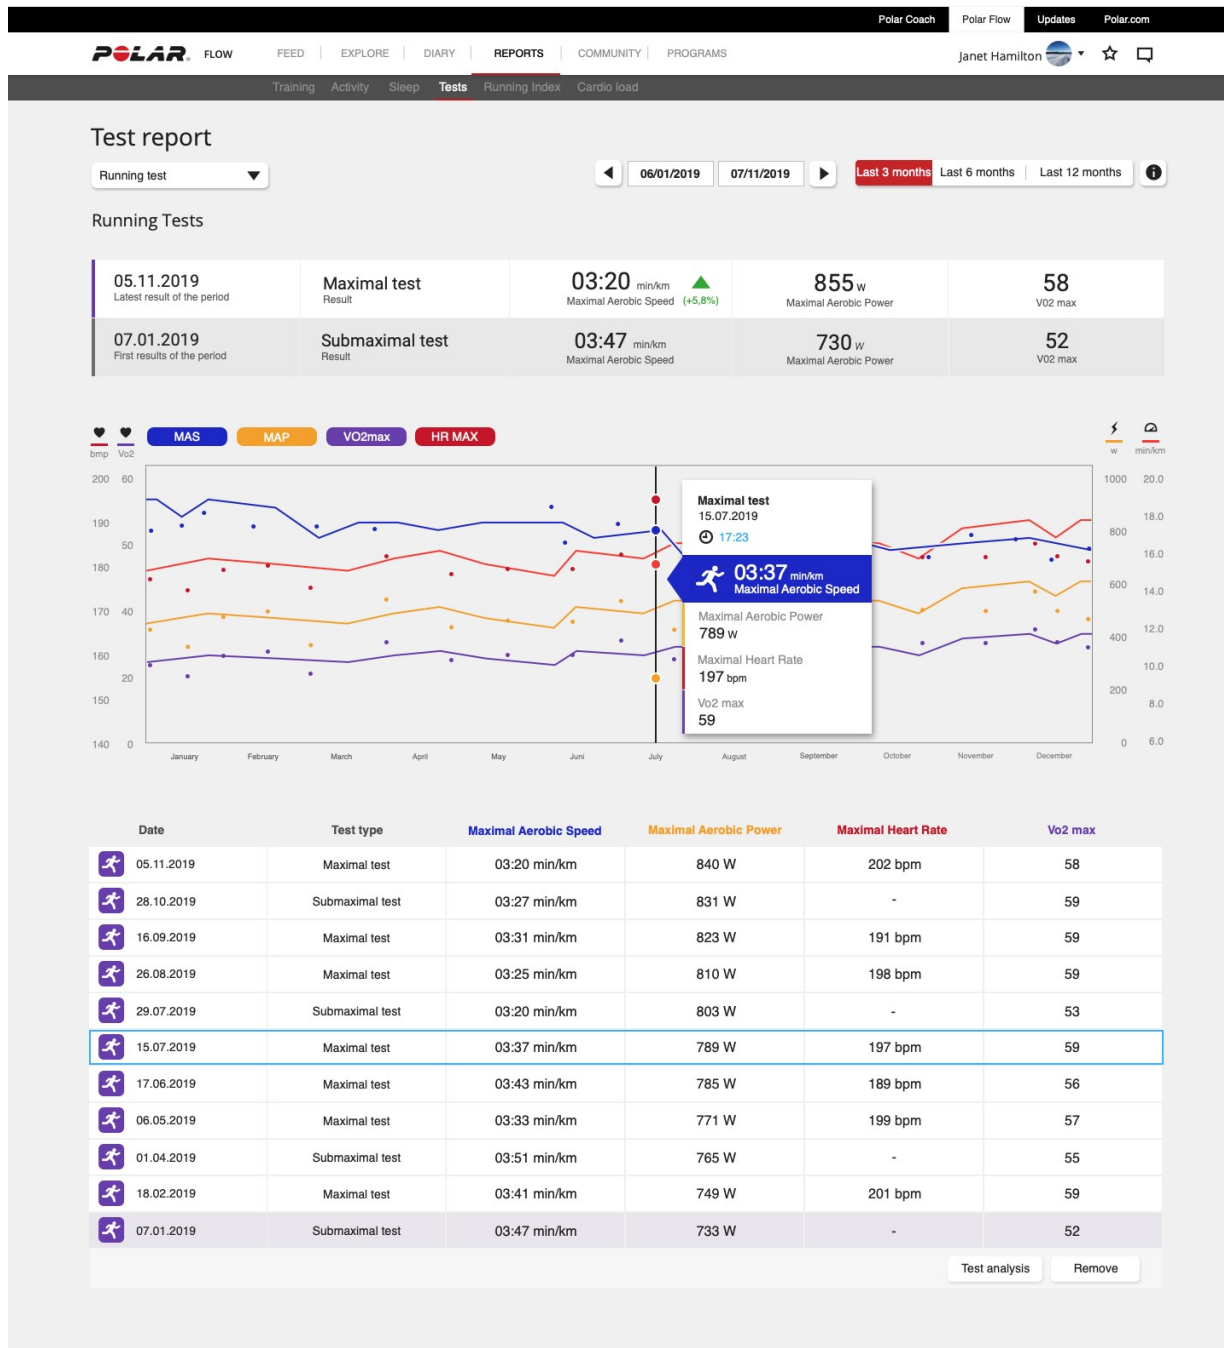 Polar Coach Polar Flow Updates Polar.com
POLAR. FLOW FEED EXPLORE DIARY REPORTS COMMUNITY PROGRAMS Janet Hamilton
Training Activity Sleep Tests Running Index Cardio load
Test report
Running test 06/01/2019 07/11/2019 Last 3 months Last 6 months Last 12 months i
Running Tests
05.11.2019 Maximal test 03:20 min/km 855 w 58
Latest result of the period Result Maximal Aerobic Speed (+5,8%) Maximal Aerobic Power V02 max
07.01.2019 Submaximal test 03:47 min/km 730 w 52
First results of the period Result Maximal Aerobic Speed Maximal Aerobic Power V02 max
MAS MAP VO2max HR MAX
bmp Vo2 w min/km
200 60 1000 20.0
190 800 18.0
50 16.0
180 600 14.0
170 40 400 12.0
160 10.0
20 200
150 8.0
140 0 0 6.0
Maximal test
15.07.2019
17:23
03:37 min/km
Maximal Aerobic Speed
Maximal Aerobic Power
789 w
Maximal Heart Rate
197 bpm
Vo2 max
59
January February March April May Juni July August September October November December
Date Test type Maximal Aerobic Speed Maximal Aerobic Power Maximal Heart Rate Vo2 max
05.11.2019 Maximal test 03:20 min/km 840 W 202 bpm 58
28.10.2019 Submaximal test 03:27 min/km 831 W - 59
16.09.2019 Maximal test 03:31 min/km 823 W 191 bpm 59
26.08.2019 Maximal test 03:25 min/km 810 W 198 bpm 59
29.07.2019 Submaximal test 03:20 min/km 803 W - 53
15.07.2019 Maximal test 03:37 min/km 789 W 197 bpm 59
17.06.2019 Maximal test 03:43 min/km 785 W 189 bpm 56
06.05.2019 Maximal test 03:33 min/km 771 W 199 bpm 57
01.04.2019 Submaximal test 03:51 min/km 765 W - 55
18.02.2019 Maximal test 03:41 min/km 749 W 201 bpm 59
07.01.2019 Submaximal test 03:47 min/km 733 W - 52
Test analysis Remove